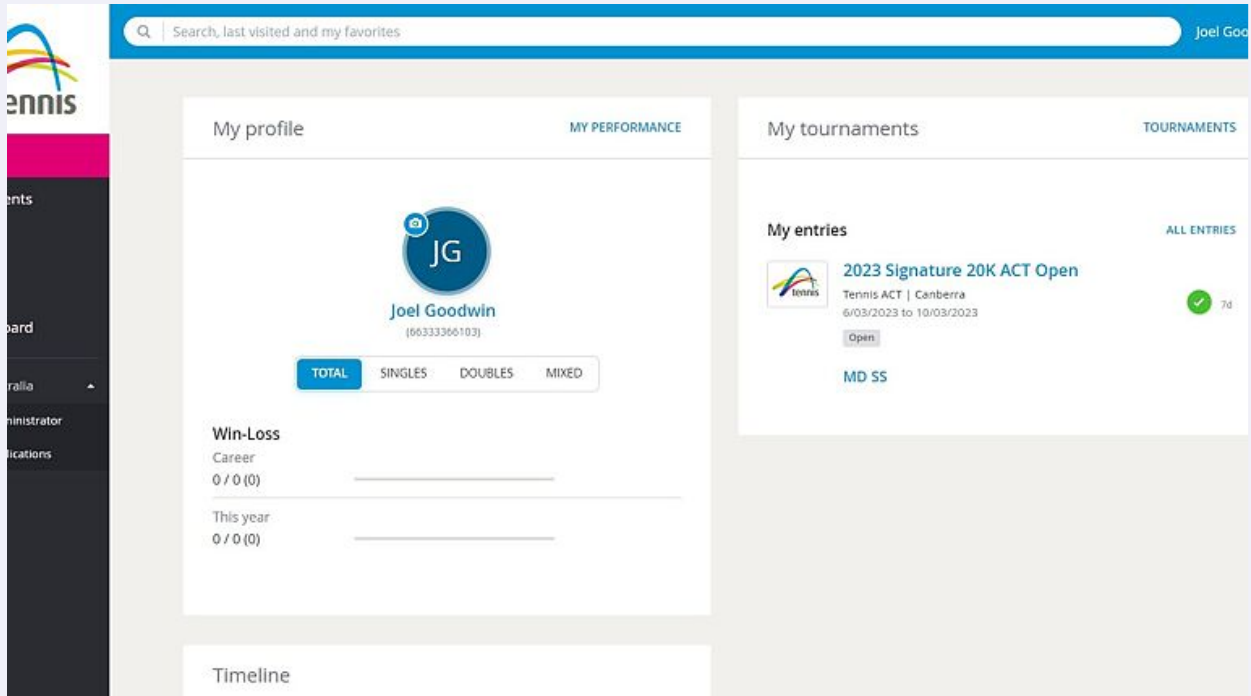 Search, last visited and my favorites
Joel Goo
ennis
ents
oard
ralia
ninistrator
lications
My profile
MY PERFORMANCE
JG
Joel Goodwin
(66333366103)
TOTAL SINGLES DOUBLES MIXED
Win-Loss
Career
0 / 0 (0)
This year
0 / 0 (0)
Timeline
My tournaments
TOURNAMENTS
My entries
ALL ENTRIES
tennis
2023 Signature 20K ACT Open
Tennis ACT | Canberra
6/03/2023 to 10/03/2023
7d
Open
MD SS